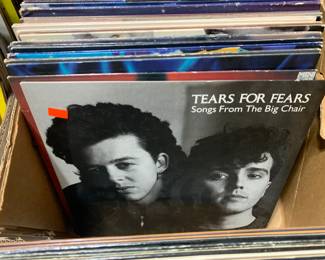 TEARS FOR FEARS
Songs From The Big Chair